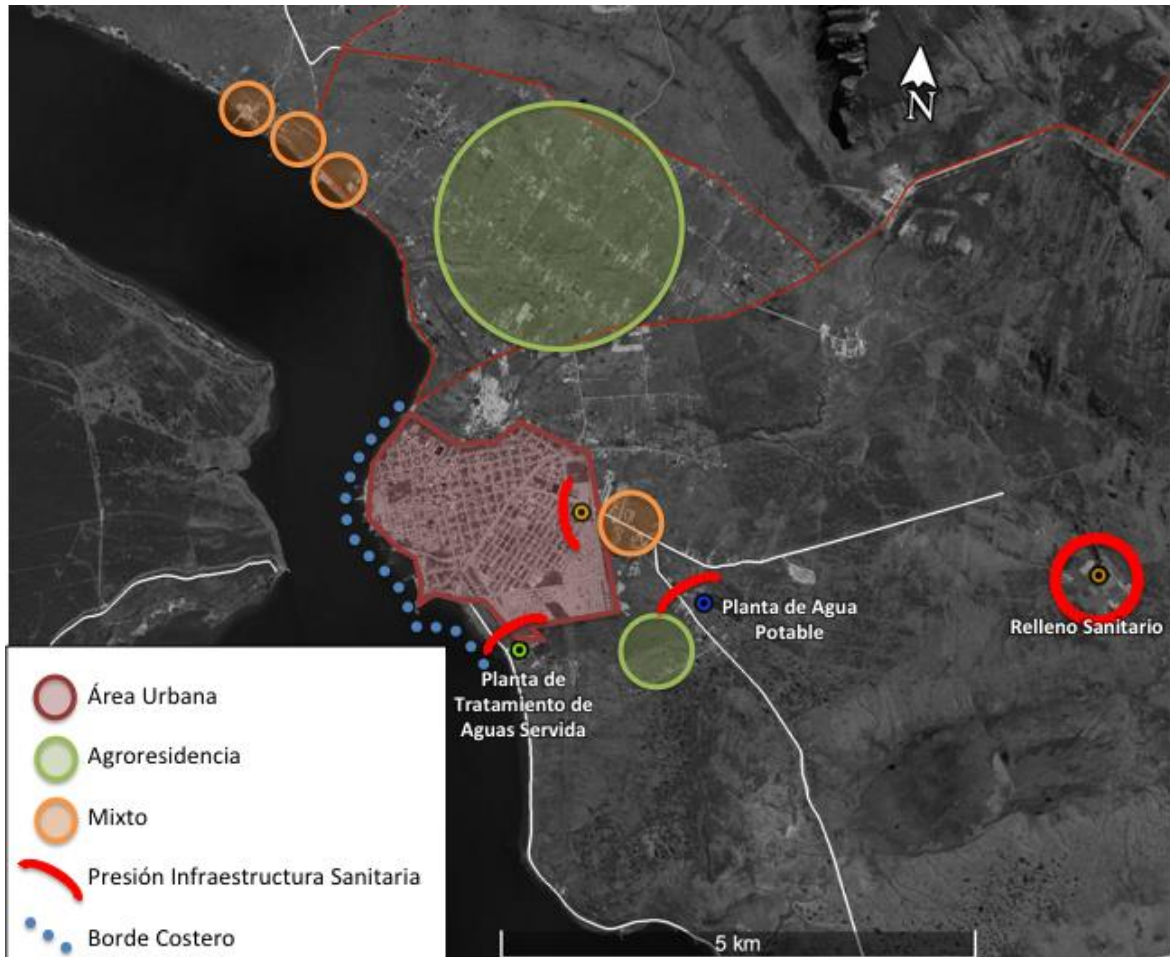 N
Planta de Agua
Potable
Relleno Sanitario
Planta de
Tratamiento de
Aguas Servida
Área Urbana
Agroresidencia
Mixto
Presión Infraestructura Sanitaria
Borde Costero
5 km